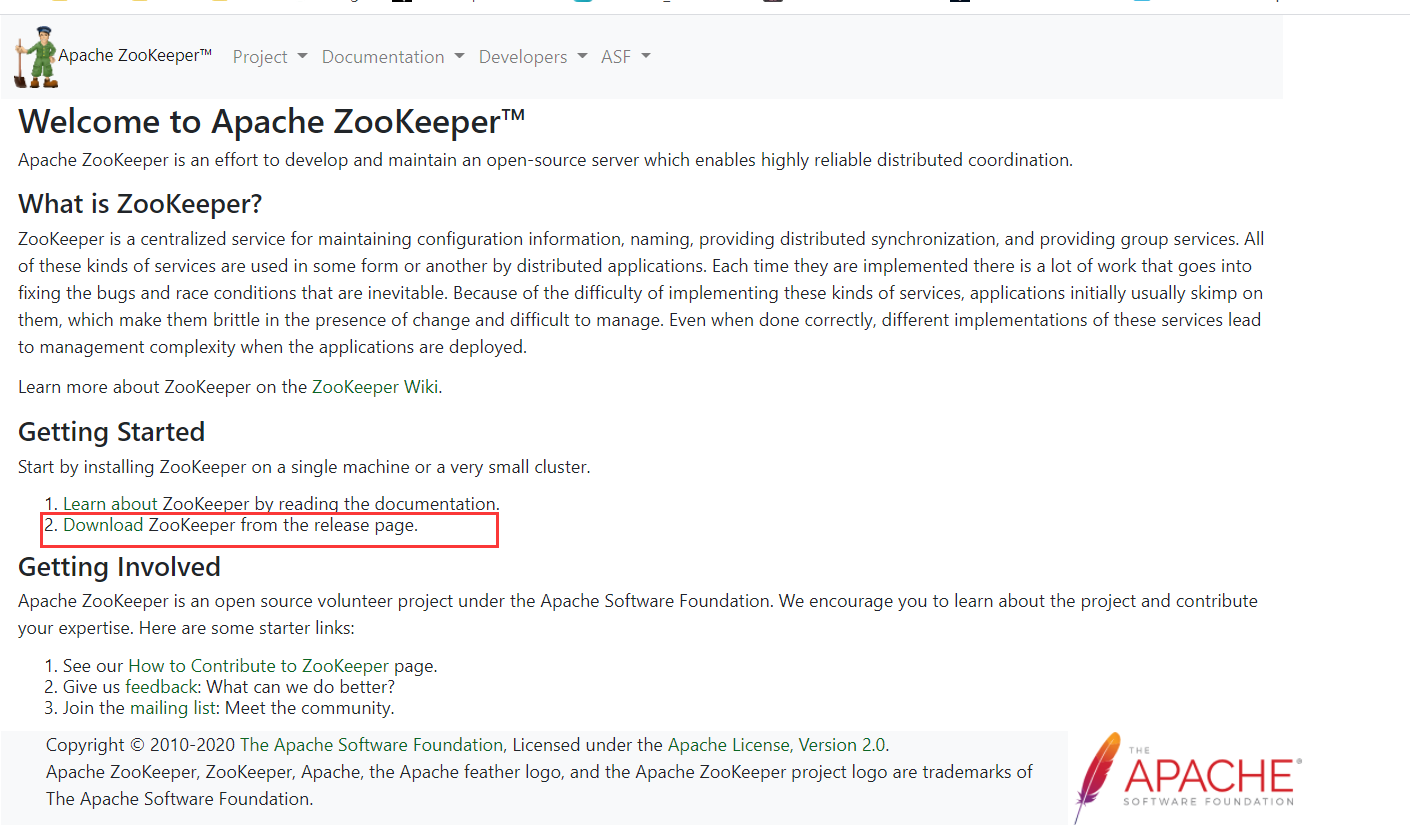 Apache ZooKeeper™ Project Documentation Developers ASF
Welcome to Apache ZooKeeper™
Apache ZooKeeper is an effort to develop and maintain an open-source server which enables highly reliable distributed coordination.
What is ZooKeeper?
ZooKeeper is a centralized service for maintaining configuration information, naming, providing distributed synchronization, and providing group services. All
of these kinds of services are used in some form or another by distributed applications. Each time they are implemented there is a lot of work that goes into
fixing the bugs and race conditions that are inevitable. Because of the difficulty of implementing these kinds of services, applications initially usually skimp on
them, which make them brittle in the presence of change and difficult to manage. Even when done correctly, different implementations of these services lead
to management complexity when the applications are deployed.
Learn more about ZooKeeper on the ZooKeeper Wiki.
Getting Started
Start by installing ZooKeeper on a single machine or a very small cluster.
1. Learn about ZooKeeper by reading the documentation.
2. Download ZooKeeper from the release page.
Getting Involved
Apache ZooKeeper is an open source volunteer project under the Apache Software Foundation. We encourage you to learn about the project and contribute
your expertise. Here are some starter links:
1. See our How to Contribute to ZooKeeper page.
2. Give us feedback: What can we do better?
3. Join the mailing list: Meet the community.
Copyright © 2010-2020 The Apache Software Foundation, Licensed under the Apache License, Version 2.0.
Apache ZooKeeper, ZooKeeper, Apache, the Apache feather logo, and the Apache ZooKeeper project logo are trademarks of
The Apache Software Foundation.
THE
APACHE®
SOFTWARE FOUNDATION